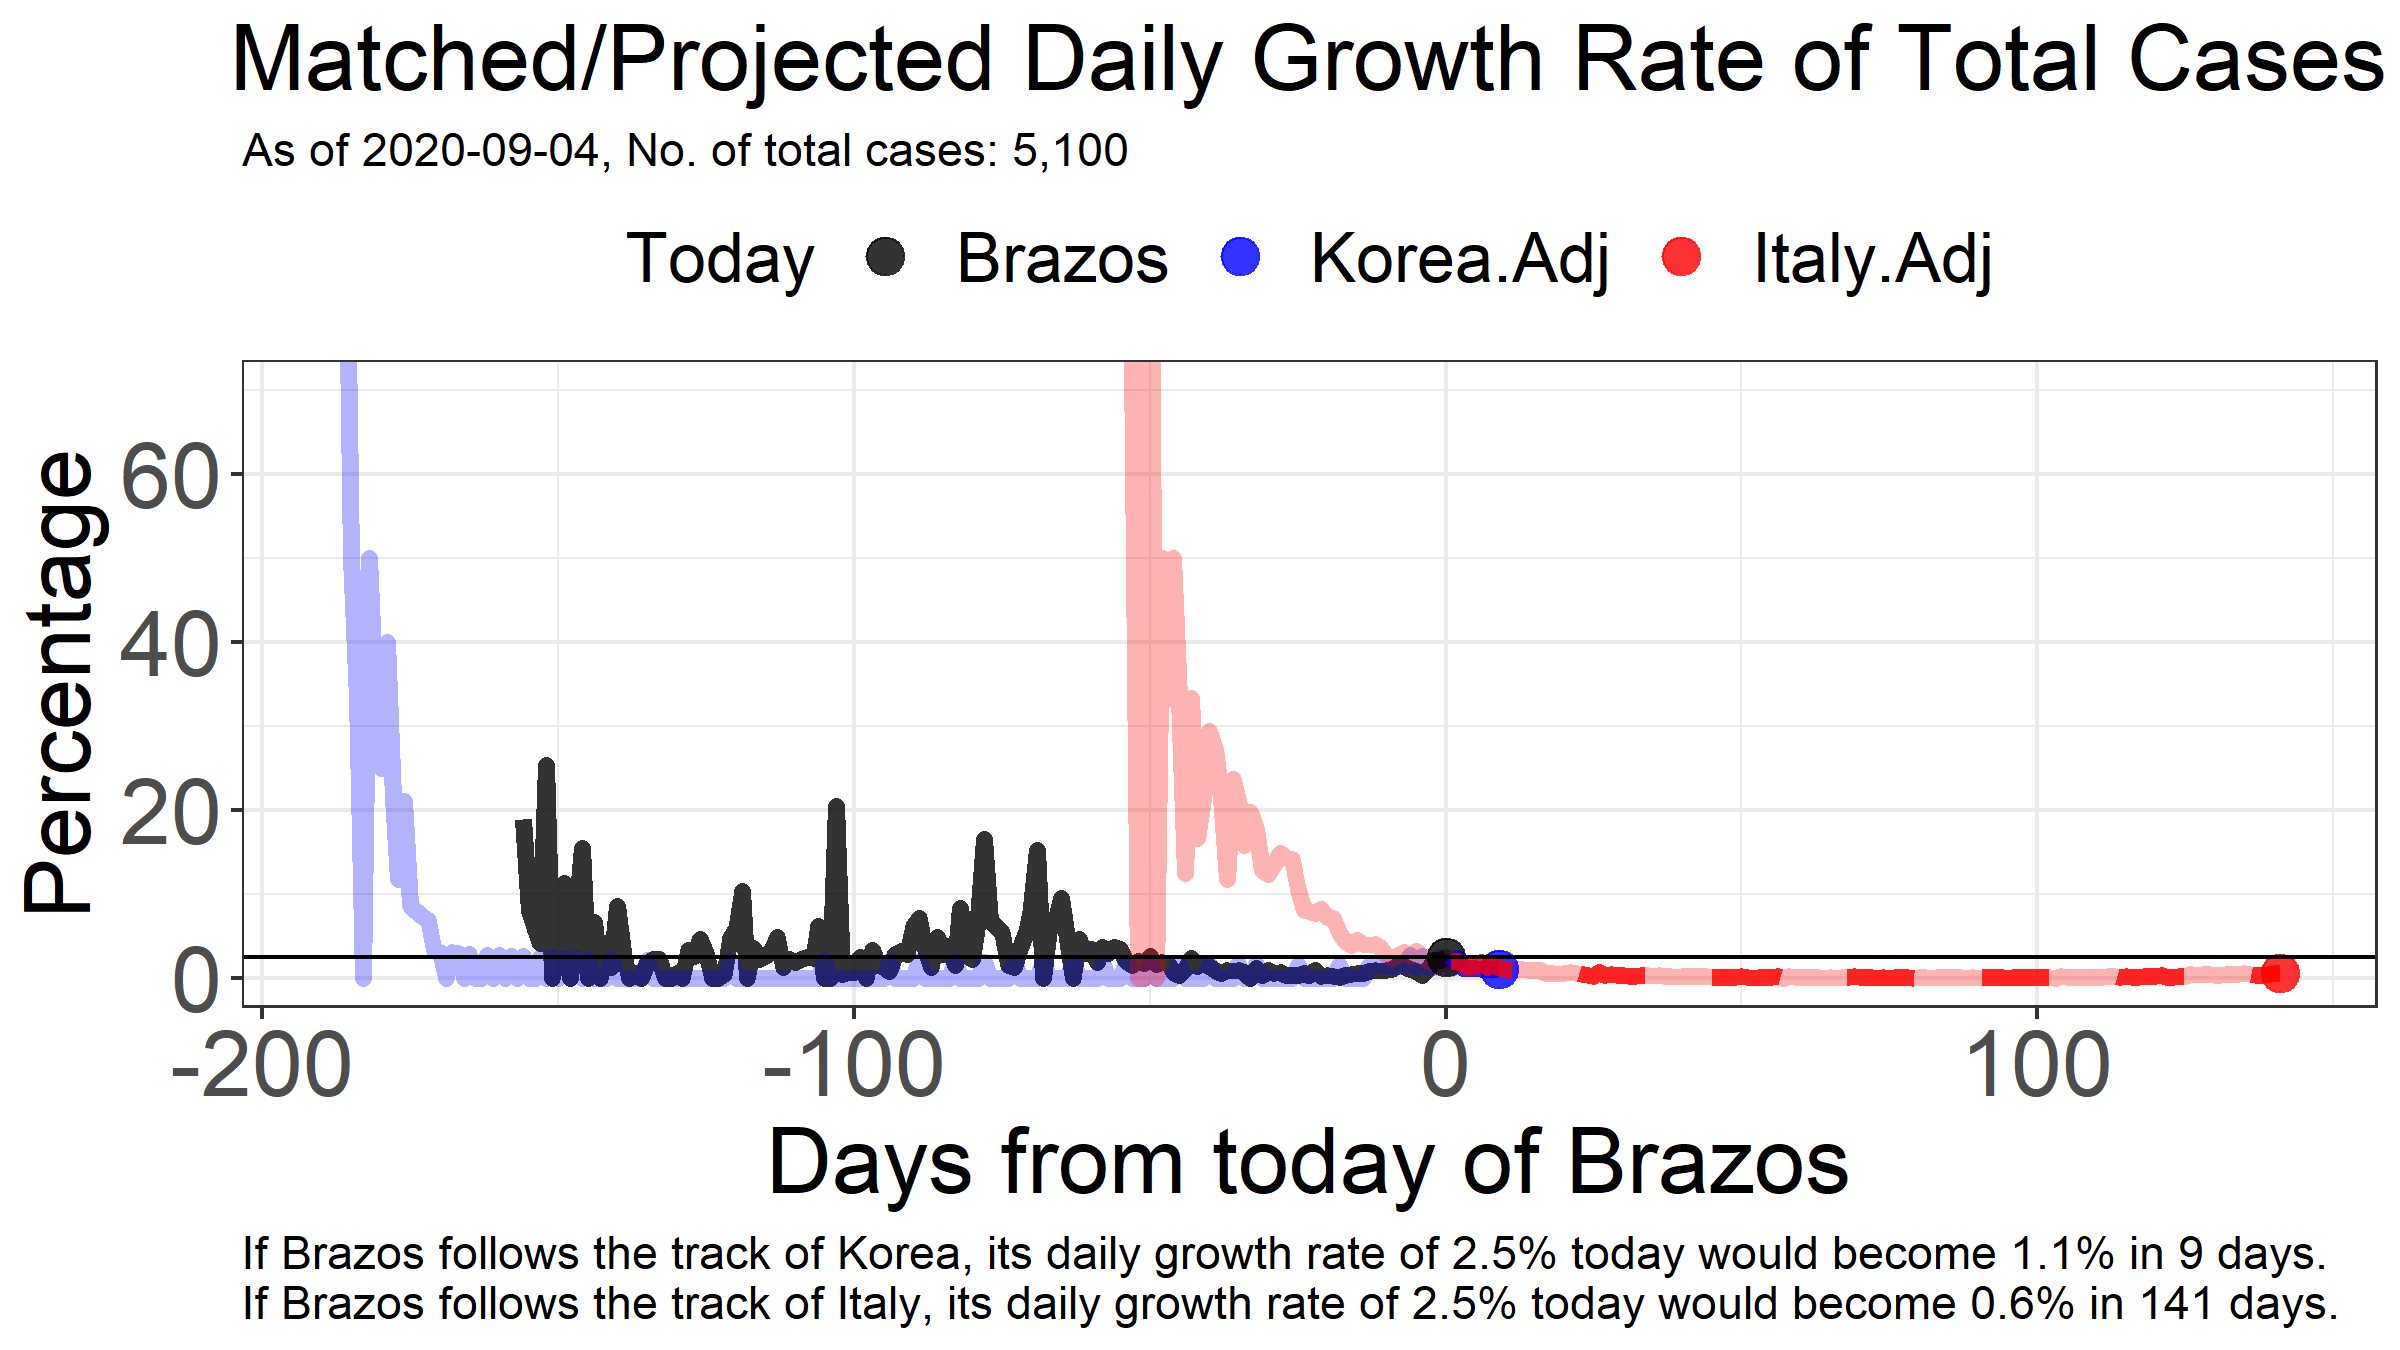 Matched/Projected Daily Growth Rate of Total Cases
As of 2020-09-04, No. of total cases: 5,100
Today Brazos Korea.Adj Italy.Adj
Percentage
60
40
20
0
-200 -100 0 100
Days from today of Brazos
If Brazos follows the track of Korea, its daily growth rate of 2.5% today would become 1.1% in 9 days.
If Brazos follows the track of Italy, its daily growth rate of 2.5% today would become 0.6% in 141 days.